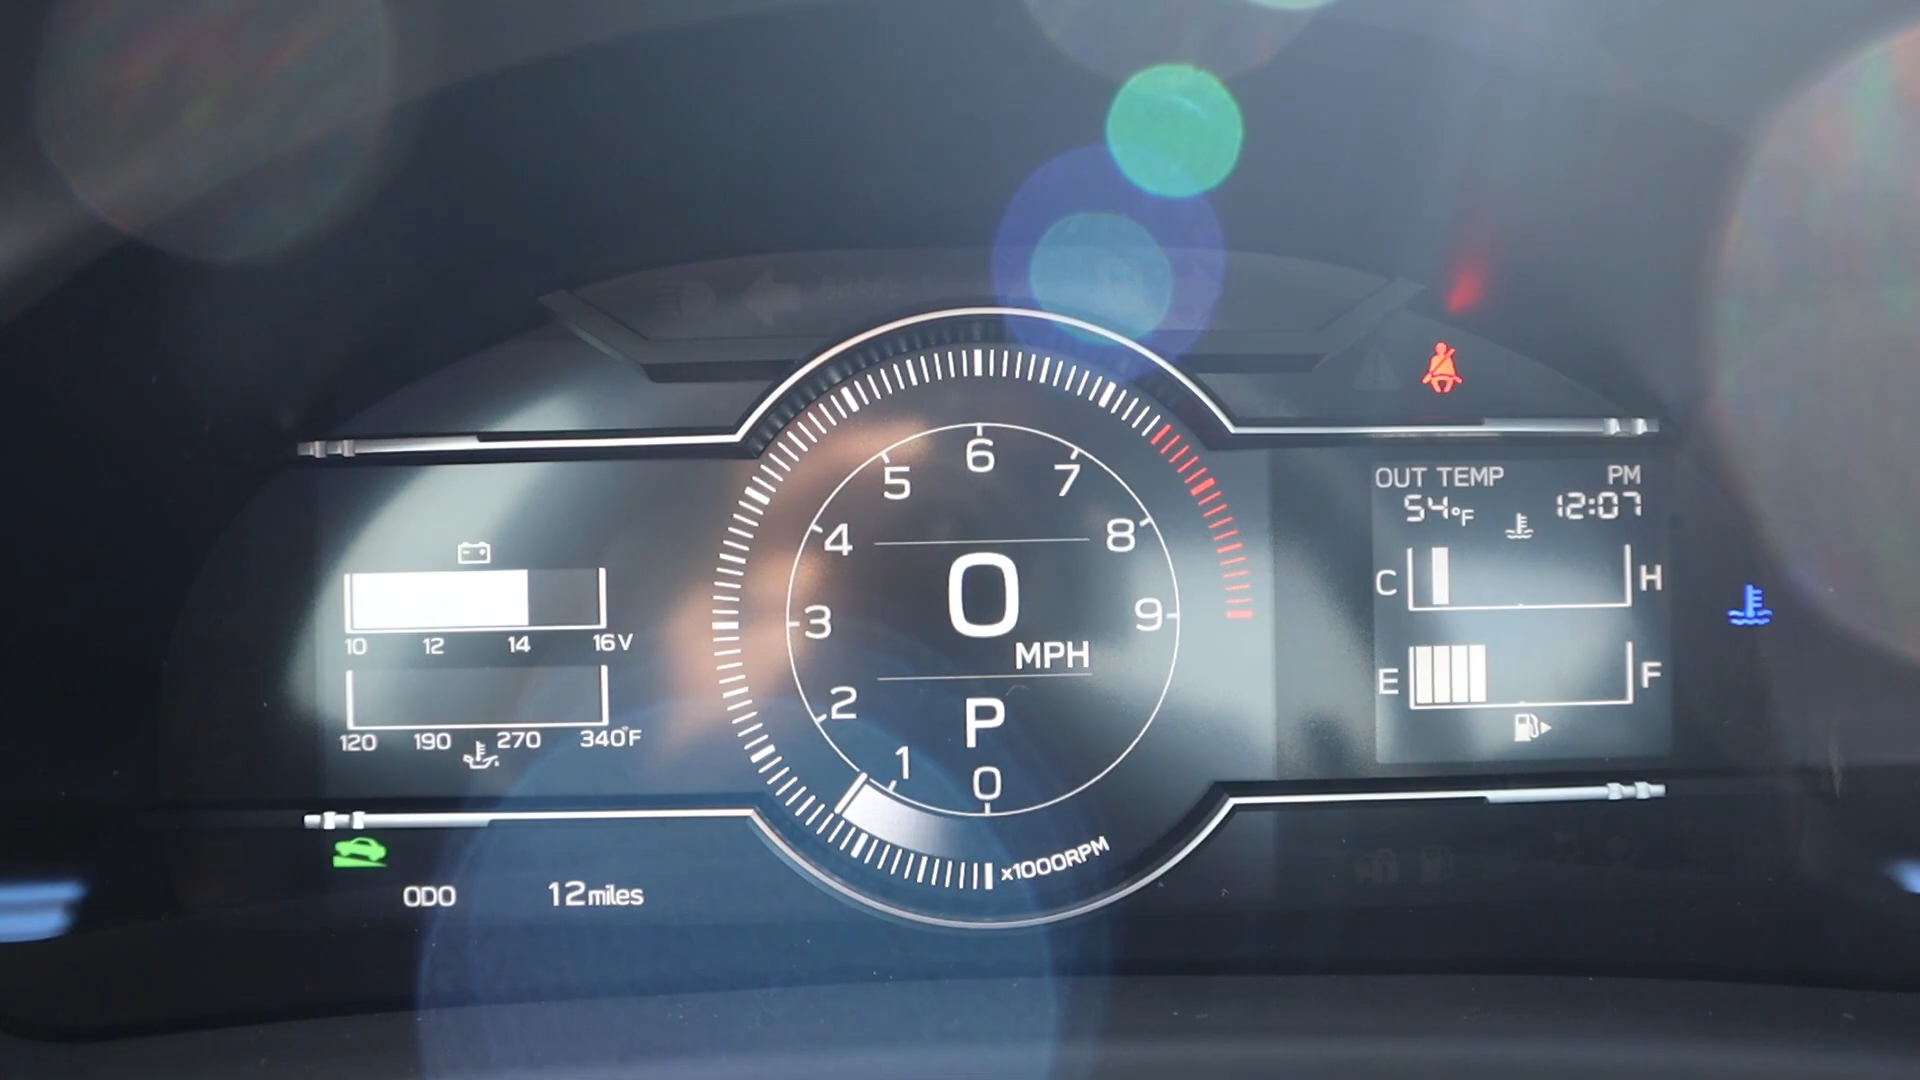 BRAKE
OUT TEMP PM
54°F 12:07
C H
E F
10 12 14 16V
120 190 270 340°F
0 1 2 3 4 5 6 7 8 9
0
MPH
P
x1000RPM
ODO 12miles